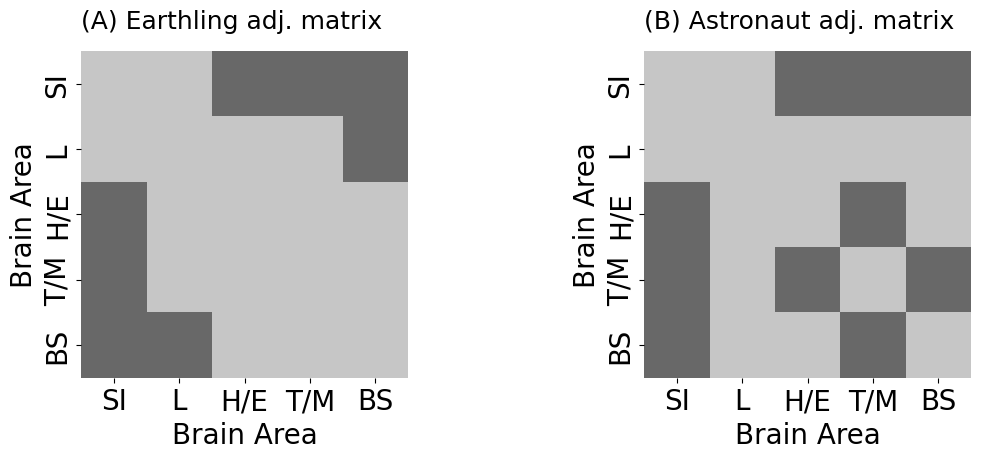 (A) Earthling adj. matrix
Brain Area
SI
L
H/E
T/M
BS
SI L H/E T/M BS
Brain Area
(B) Astronaut adj. matrix
Brain Area
SI
L
H/E
T/M
BS
SI L H/E T/M BS
Brain Area